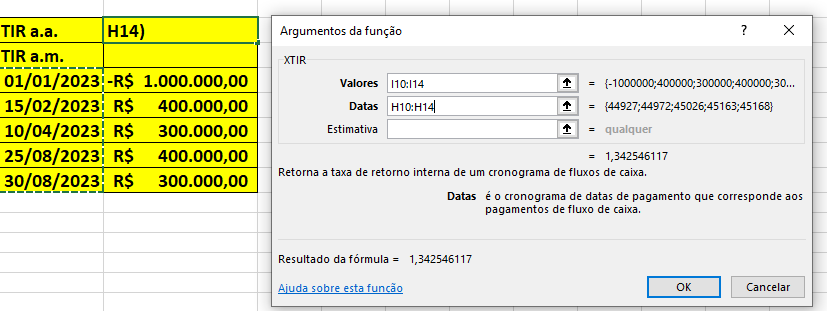 TIR a.a. H14)
TIR a.m.
01/01/2023 -R$ 1.000.000,00
15/02/2023 R$ 400.000,00
10/04/2023 R$ 300.000,00
25/08/2023 R$ 400.000,00
30/08/2023 R$ 300.000,00
Argumentos da função ? ×
XTIR
Valores I10:I14 = {-1000000;400000;300000;400000;30...
Datas H10:H14 = {44927;44972;45026;45163;45168}
Estimativa = qualquer
= 1,342546117
Retorna a taxa de retorno interna de um cronograma de fluxos de caixa.
Datas é o cronograma de datas de pagamento que corresponde aos
pagamentos de fluxo de caixa.
Resultado da fórmula = 1,342546117
Ajuda sobre esta função OK Cancelar